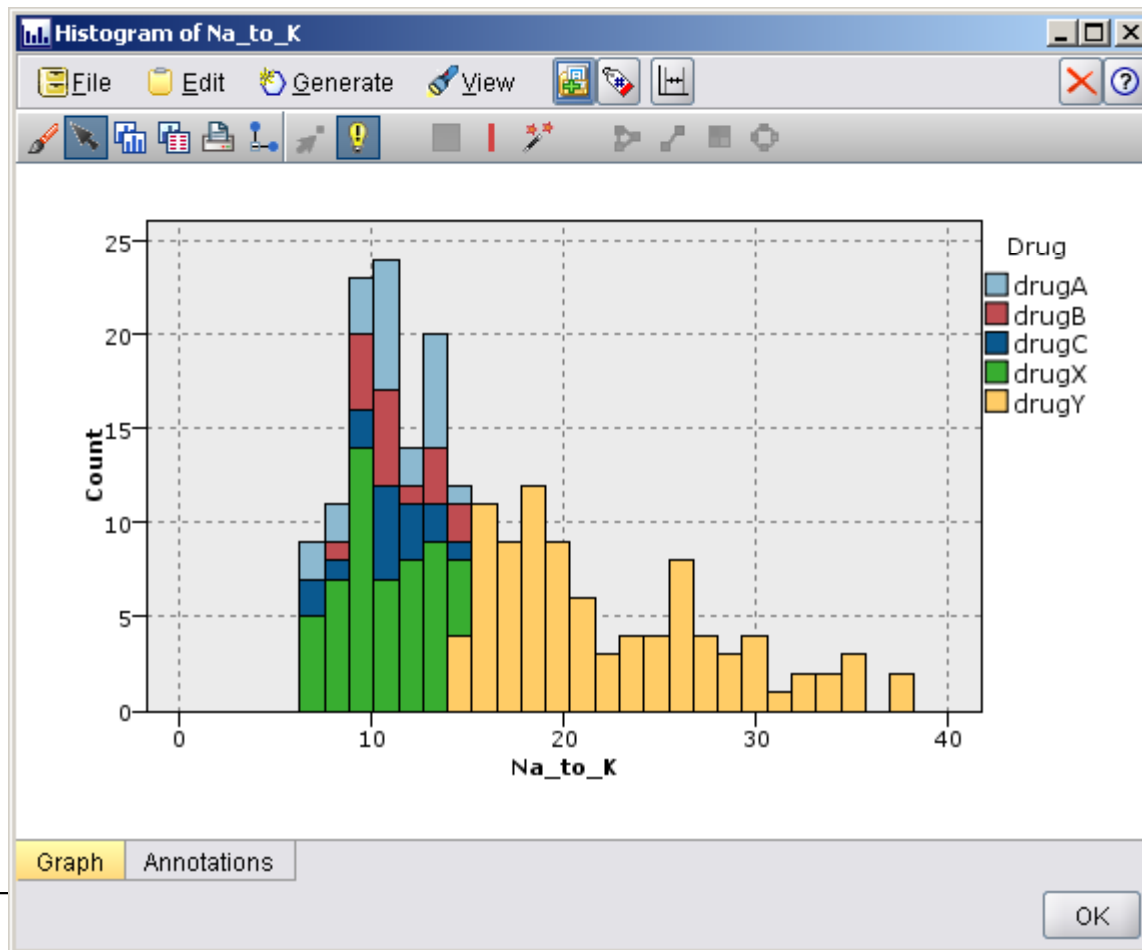 Histogram of Na_to_K
File Edit Generate View
25
20
15
10
5
0
Count
0 10 20 30 40
Na_to_K
Drug
drugA
drugB
drugC
drugX
drugY
Graph Annotations
OK